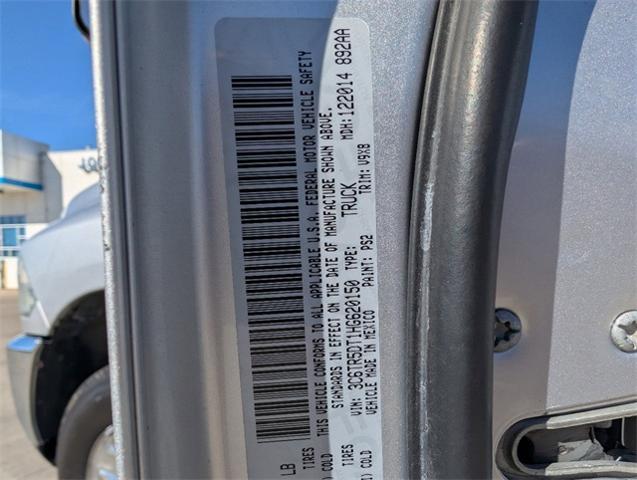 LB
TIRES
) COLD
THIS VEHICLE CONFORMS TO ALL APPLICABLE U.S.A. FEDERAL MOTOR VEHICLE SAFETY
STANDARDS IN EFFECT ON THE DATE OF MANUFACTURE SHOWN ABOVE.
VIN: 3C6TR5DT1HG620150 TYPE: TRUCK MDH:122014 892AA
VEHICLE MADE IN MEXICO PAINT: PS2 TRIM: V9X8
TIRES
) COLD